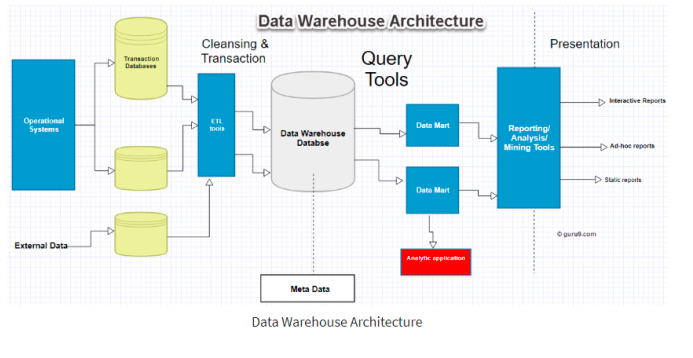 Data Warehouse Architecture
Cleansing &
Transaction
Query
Tools
Presentation
Transaction
Databases
Operational
Systems
ETL
tools
Data Warehouse
Databse
Data Mart
Data Mart
Reporting/
Analysis/
Mining Tools
Interactive Reports
Ad-hoc reports
Static reports
© guru9.com
External Data
Analytic application
Meta Data
Data Warehouse Architecture